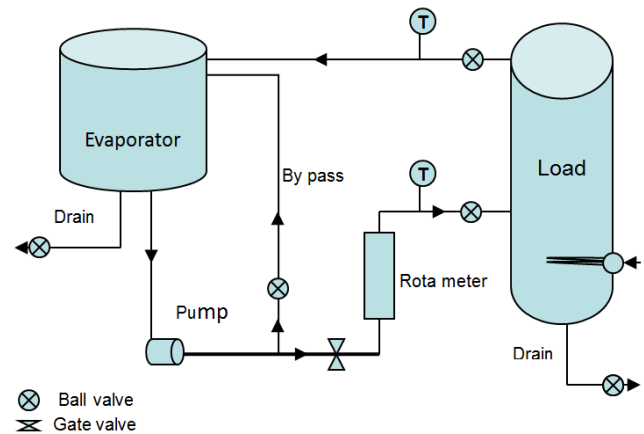 T
Evaporator
Load
By pass
T
Drain
Rota meter
Pump
Drain
Ball valve
Gate valve